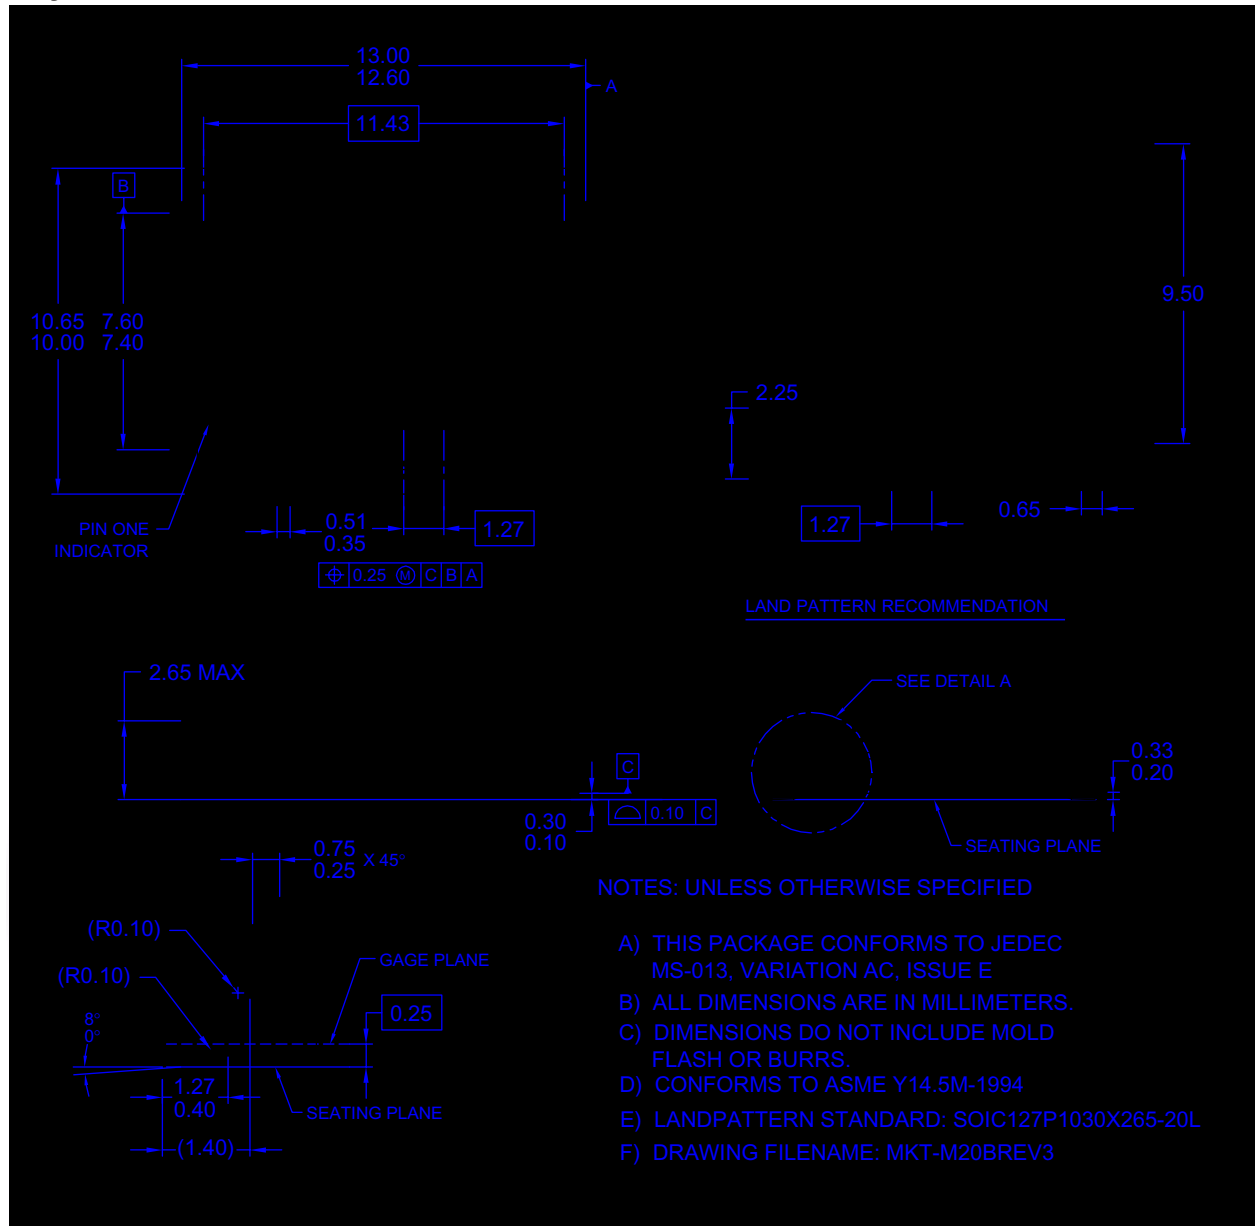 13.00
12.60
A
11.43
B
9.50
10.65 7.60
10.00 7.40
2.25
0.51
0.35
1.27
PIN ONE
INDICATOR
0.25 M C B A
1.27
0.65
LAND PATTERN RECOMMENDATION
2.65 MAX
SEE DETAIL A
C
0.33
0.20
0.10 C
0.30
0.10
SEATING PLANE
0.75
0.25 X 45°
NOTES: UNLESS OTHERWISE SPECIFIED
(R0.10)
(R0.10)
GAGE PLANE
0.25
8°
0°
1.27
0.40
SEATING PLANE
(1.40)
A) THIS PACKAGE CONFORMS TO JEDEC
MS-013, VARIATION AC, ISSUE E
B) ALL DIMENSIONS ARE IN MILLIMETERS.
C) DIMENSIONS DO NOT INCLUDE MOLD
FLASH OR BURRS.
D) CONFORMS TO ASME Y14.5M-1994
E) LANDPATTERN STANDARD: SOIC127P1030X265-20L
F) DRAWING FILENAME: MKT-M20BREV3